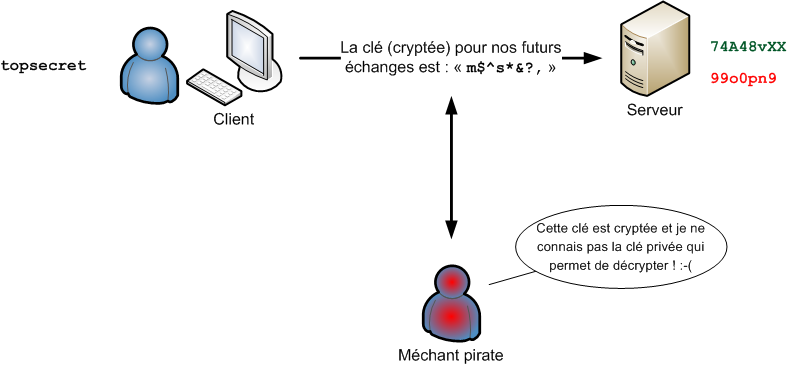 topsecret
Client
La clé (cryptée) pour nos futurs
échanges est : « m$^s*&?, »
Serveur
74A48vXX
99o0pn9
Cette clé est cryptée et je ne
connais pas la clé privée qui
permet de décrypter ! :-(
Méchant pirate